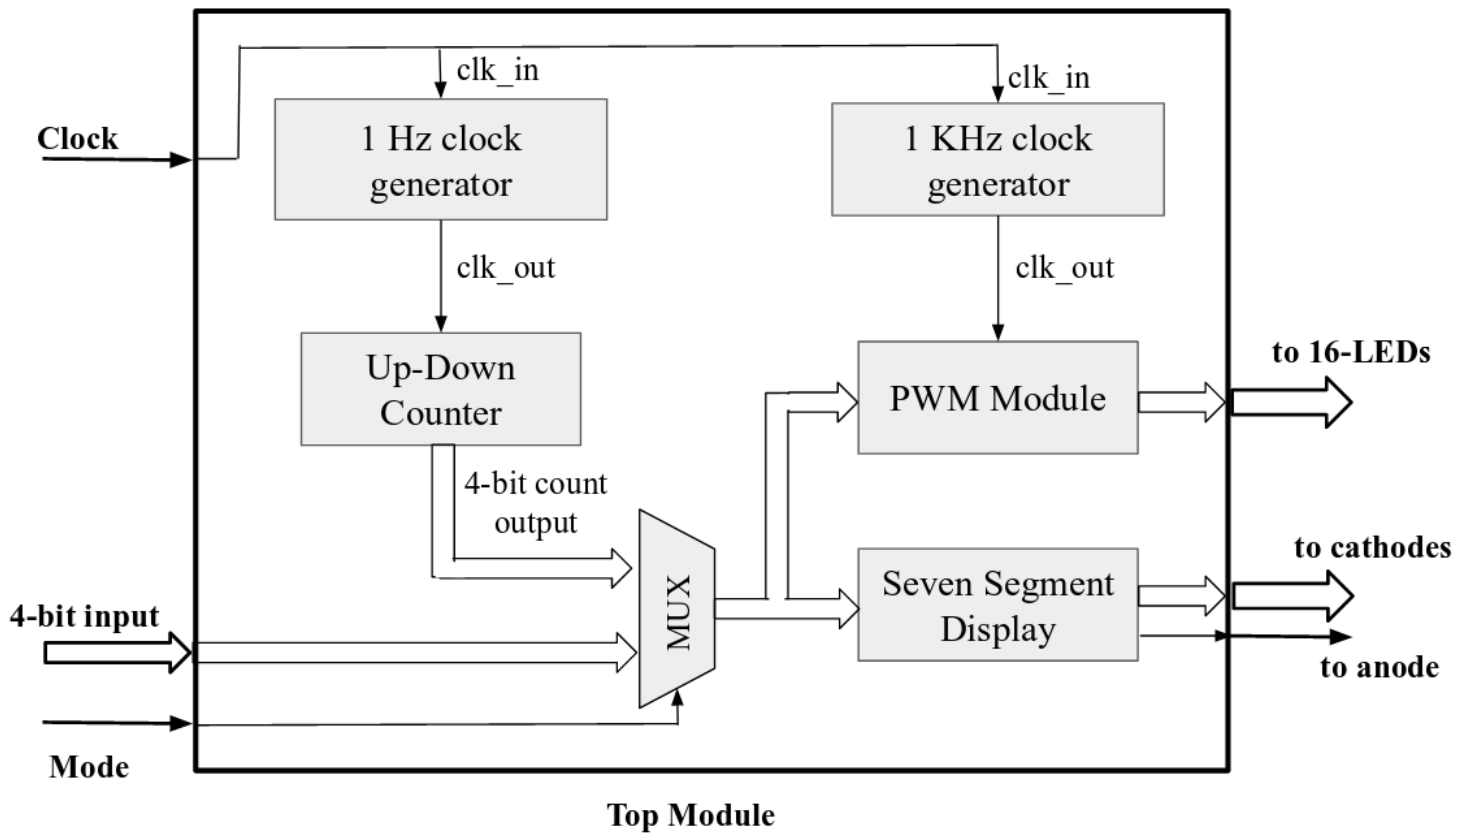 clk_in
clk_in
Clock
1 Hz clock
generator
1 KHz clock
generator
clk_out
clk_out
Up-Down
Counter
PWM Module
to 16-LEDs
4-bit count
output
MUX
Seven Segment
Display
to cathodes
to anode
4-bit input
Mode
Top Module